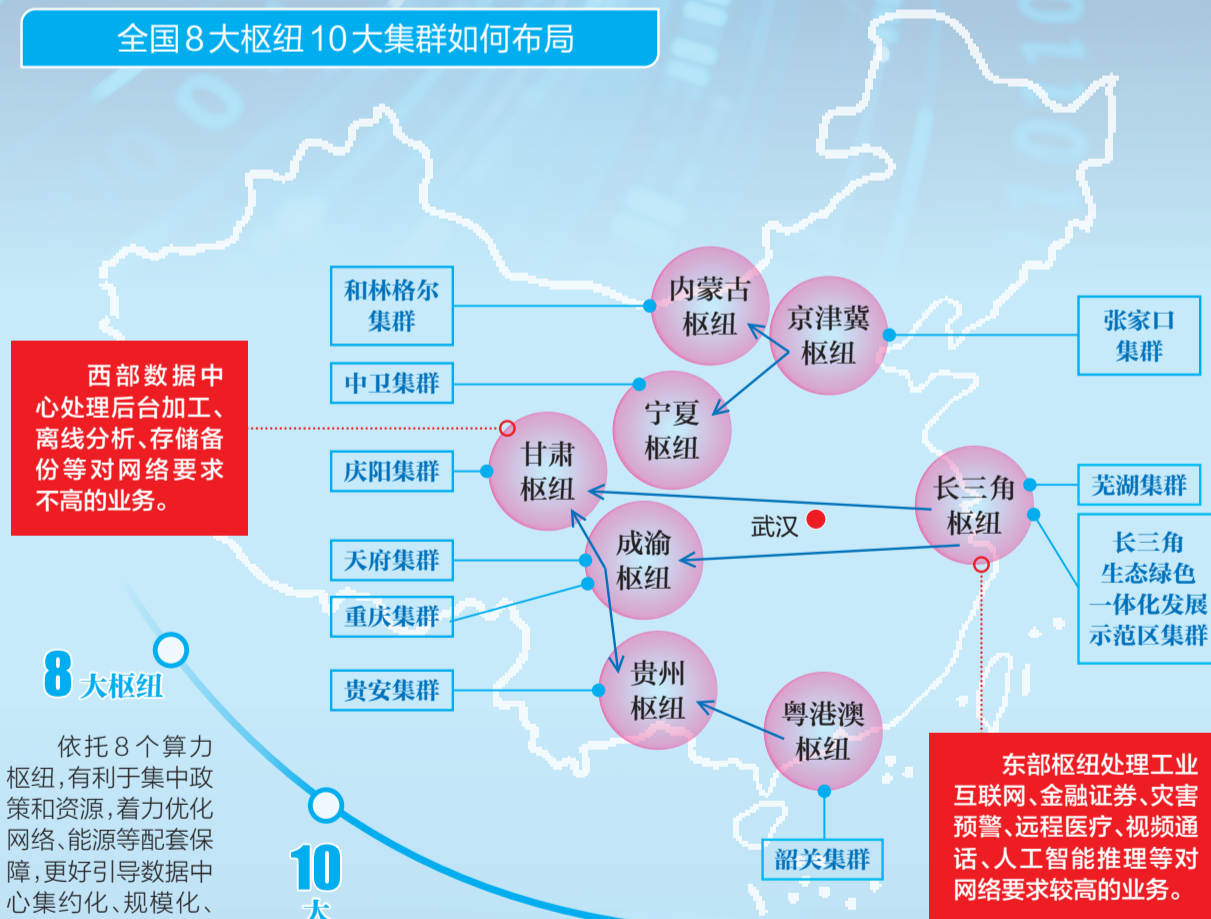 全国8大枢纽10大集群如何布局
和林格尔
集群
中卫集群
庆阳集群
天府集群
重庆集群
贵安集群
内蒙古
枢纽
京津冀
枢纽
宁夏
枢纽
甘肃
枢纽
成渝
枢纽
贵州
枢纽
粤港澳
枢纽
长三角
枢纽
武汉
张家口
集群
芜湖集群
长三角
生态绿色
一体化发展
示范区集群
韶关集群
西部数据中
心处理后台加工、
离线分析、存储备
份等对网络要求
不高的业务。
东部枢纽处理工业
互联网、金融证券、灾害
预警、远程医疗、视频通
话、人工智能推理等对
网络要求较高的业务。
8大枢纽
依托8个算力
枢纽,有利于集中政
策和资源,着力优化
网络、能源等配套保
障,更好引导数据中
心集约化、规模化、
10
大